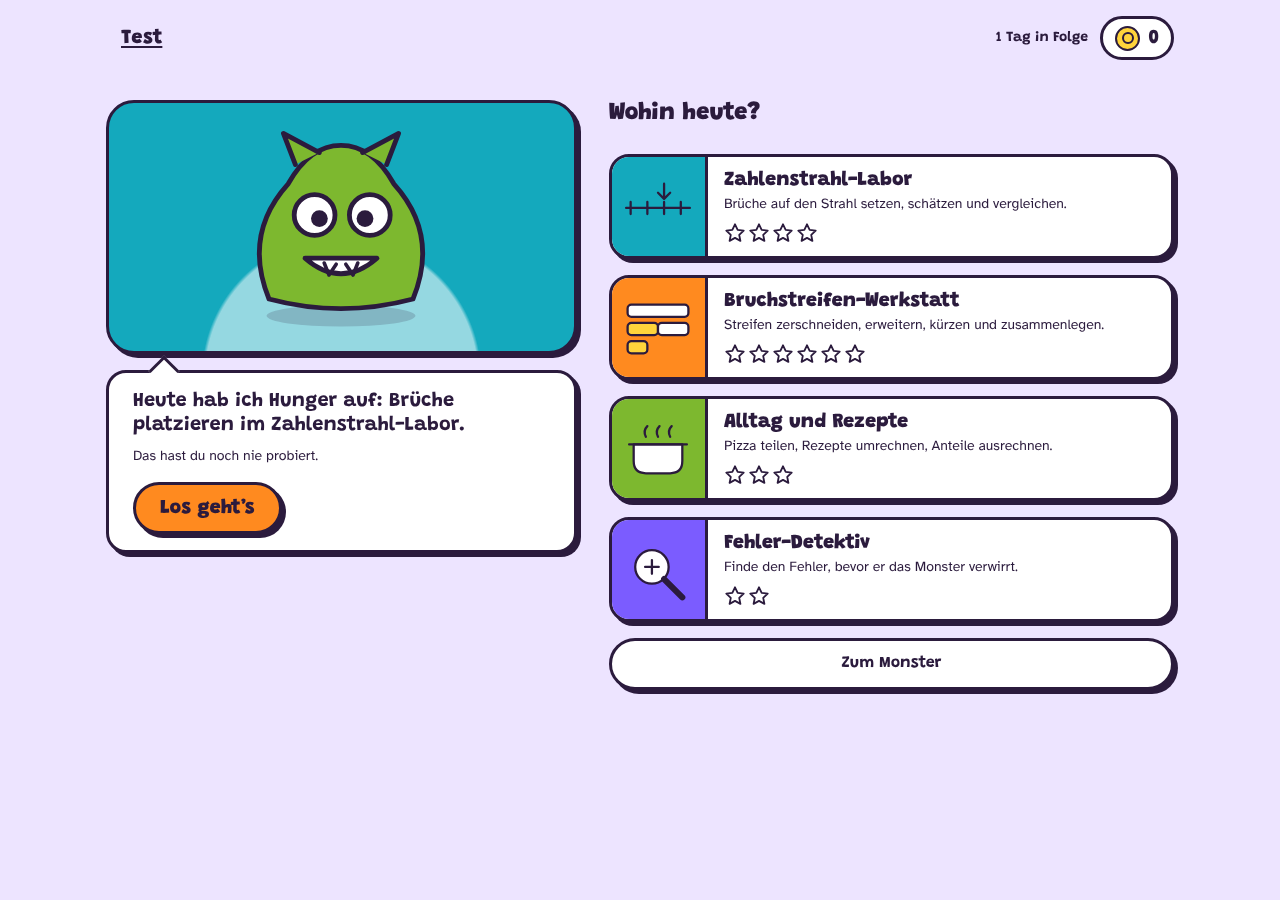 Test
1 Tag in Folge
0
Heute hab ich Hunger auf: Brüche
platzieren im Zahlenstrahl-Labor.
Das hast du noch nie probiert.
Los geht’s
Wohin heute?
Zahlenstrahl-Labor
Brüche auf den Strahl setzen, schätzen und vergleichen.
Bruchstreifen-Werkstatt
Streifen zerschneiden, erweitern, kürzen und zusammenlegen.
Alltag und Rezepte
Pizza teilen, Rezepte umrechnen, Anteile ausrechnen.
Fehler-Detektiv
Finde den Fehler, bevor er das Monster verwirrt.
Zum Monster